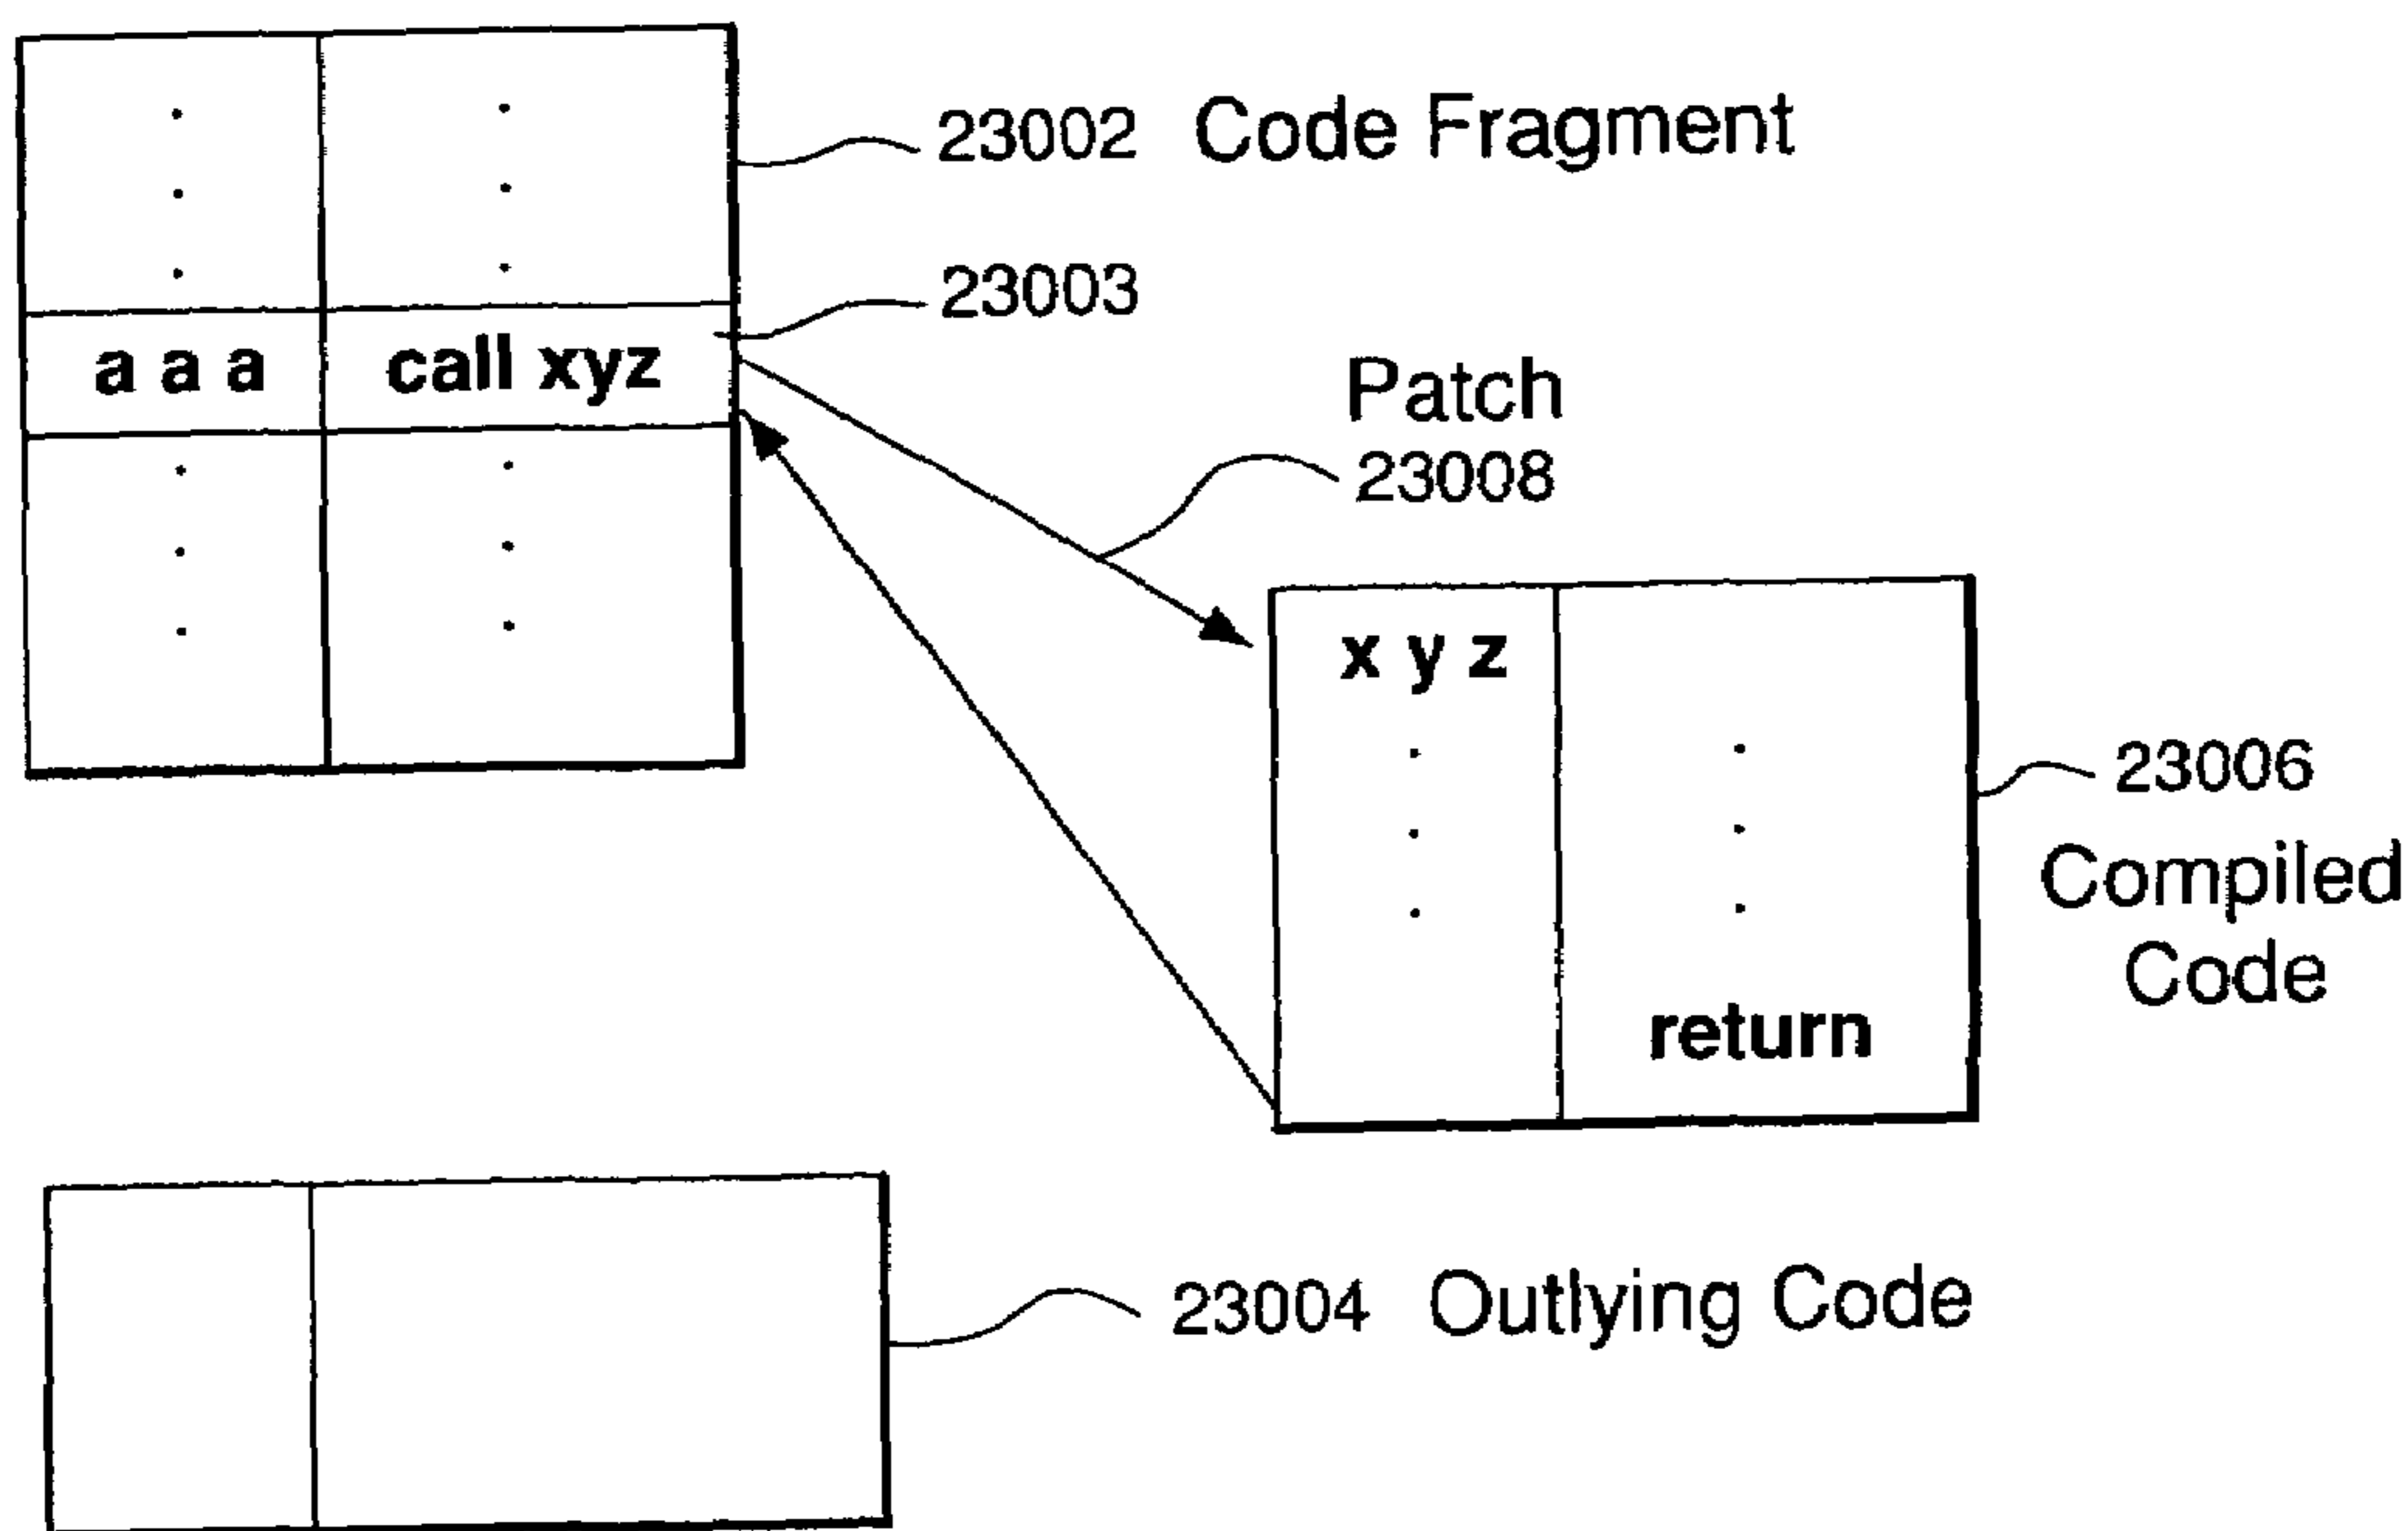 23002 Code Fragment
23003
a a a call xyz
Patch
23008
x y z
23006
Compiled
Code
return
23004 Outlying Code